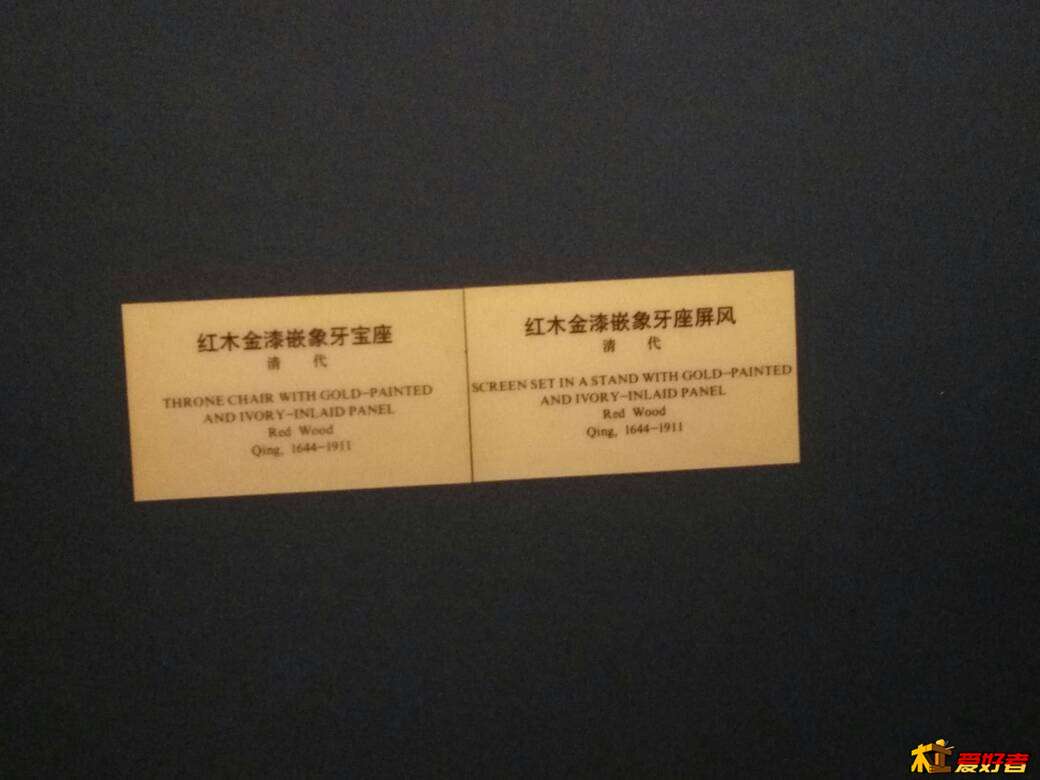 红木金漆嵌象牙宝座
清 代
THRONE CHAIR WITH GOLD-PAINTED
AND IVORY-INLAID PANEL
Red Wood
Qing, 1644-1911
红木金漆嵌象牙座屏风
清 代
SCREEN SET IN A STAND WITH GOLD-PAINTED
AND IVORY-INLAID PANEL
Red Wood
Qing, 1644-1911
爱好者